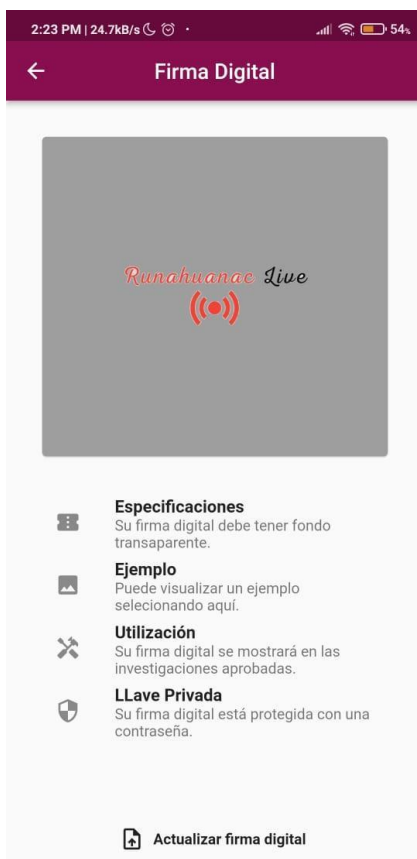 2:23 PM | 24.7kB/s
54%
Firma Digital
Runahuanac Live
Especificaciones
Su firma digital debe tener fondo
transaparente.
Ejemplo
Puede visualizar un ejemplo
selecionando aquí.
Utilización
Su firma digital se mostrará en las
investigaciones aprobadas.
LLave Privada
Su firma digital está protegida con una
contraseña.
Actualizar firma digital